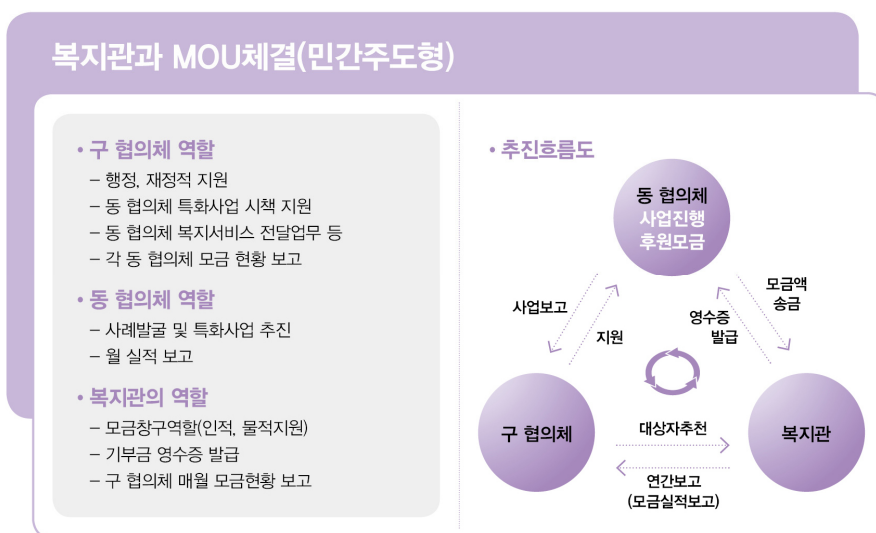 복지관과 MOU체결(민간주도형)
• 구 협의체 역할
– 행정, 재정적 지원
– 동 협의체 특화사업 시책 지원
– 동 협의체 복지서비스 전달업무 등
– 각 동 협의체 모금 현황 보고
• 동 협의체 역할
– 사례발굴 및 특화사업 추진
– 월 실적 보고
• 복지관의 역할
– 모금창구역할(인적, 물적지원)
– 기부금 영수증 발급
– 구 협의체 매월 모금현황 보고
• 추진흐름도
동 협의체
사업진행
후원모금
사업보고
지원
모금액
송금
영수증
발급
구 협의체
대상자추천
복지관
연간보고
(모금실적보고)